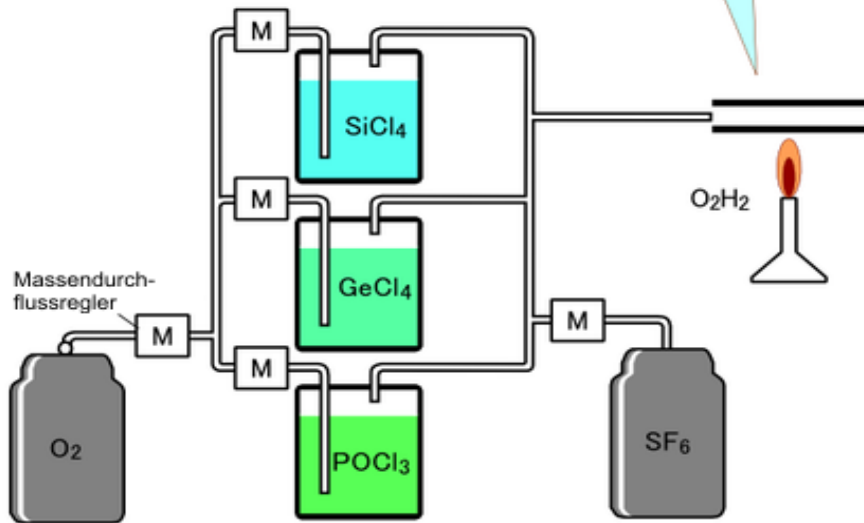 M
SiCl4
M
O2H2
GeCl4
Massendurch-
flussregler
M
M
M
O2
POCl3
SF6